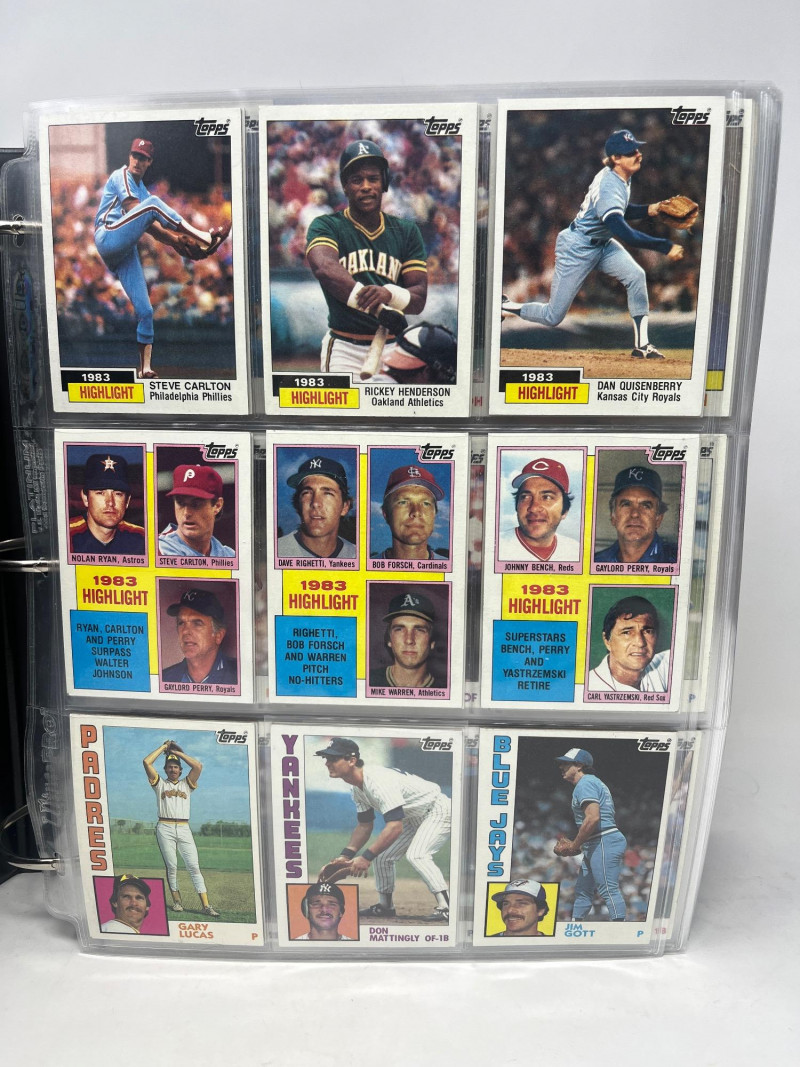 Topps
1983
HIGHLIGHT
STEVE CARLTON
Philadelphia Phillies
Topps
OAKLAND
1983
HIGHLIGHT
RICKEY HENDERSON
Oakland Athletics
Topps
1983
HIGHLIGHT
DAN QUISENBERRY
Kansas City Royals
Topps
NOLAN RYAN, Astros
STEVE CARLTON, Phillies
1983
HIGHLIGHT
RYAN, CARLTON
AND PERRY
SURPASS
WALTER
JOHNSON
GAYLORD PERRY, Royals
Topps
DAVE RIGHETTI, Yankees
BOB FORSCH, Cardinals
1983
HIGHLIGHT
RIGHETTI,
BOB FORSCH
AND WARREN
PITCH
NO-HITTERS
MIKE WARREN, Athletics
Topps
JOHNNY BENCH, Reds
GAYLORD PERRY, Royals
1983
HIGHLIGHT
SUPERSTARS
BENCH, PERRY
AND
YASTRZEMSKI
RETIRE
CARL YASTRZEMSKI, Red Sox
PLATINUM
PADRES
Topps
GARY
LUCAS
P
YANKEES
Topps
DON
MATTINGLY OF-1B
BLUE JAYS
Topps
JIM
GOTT
P